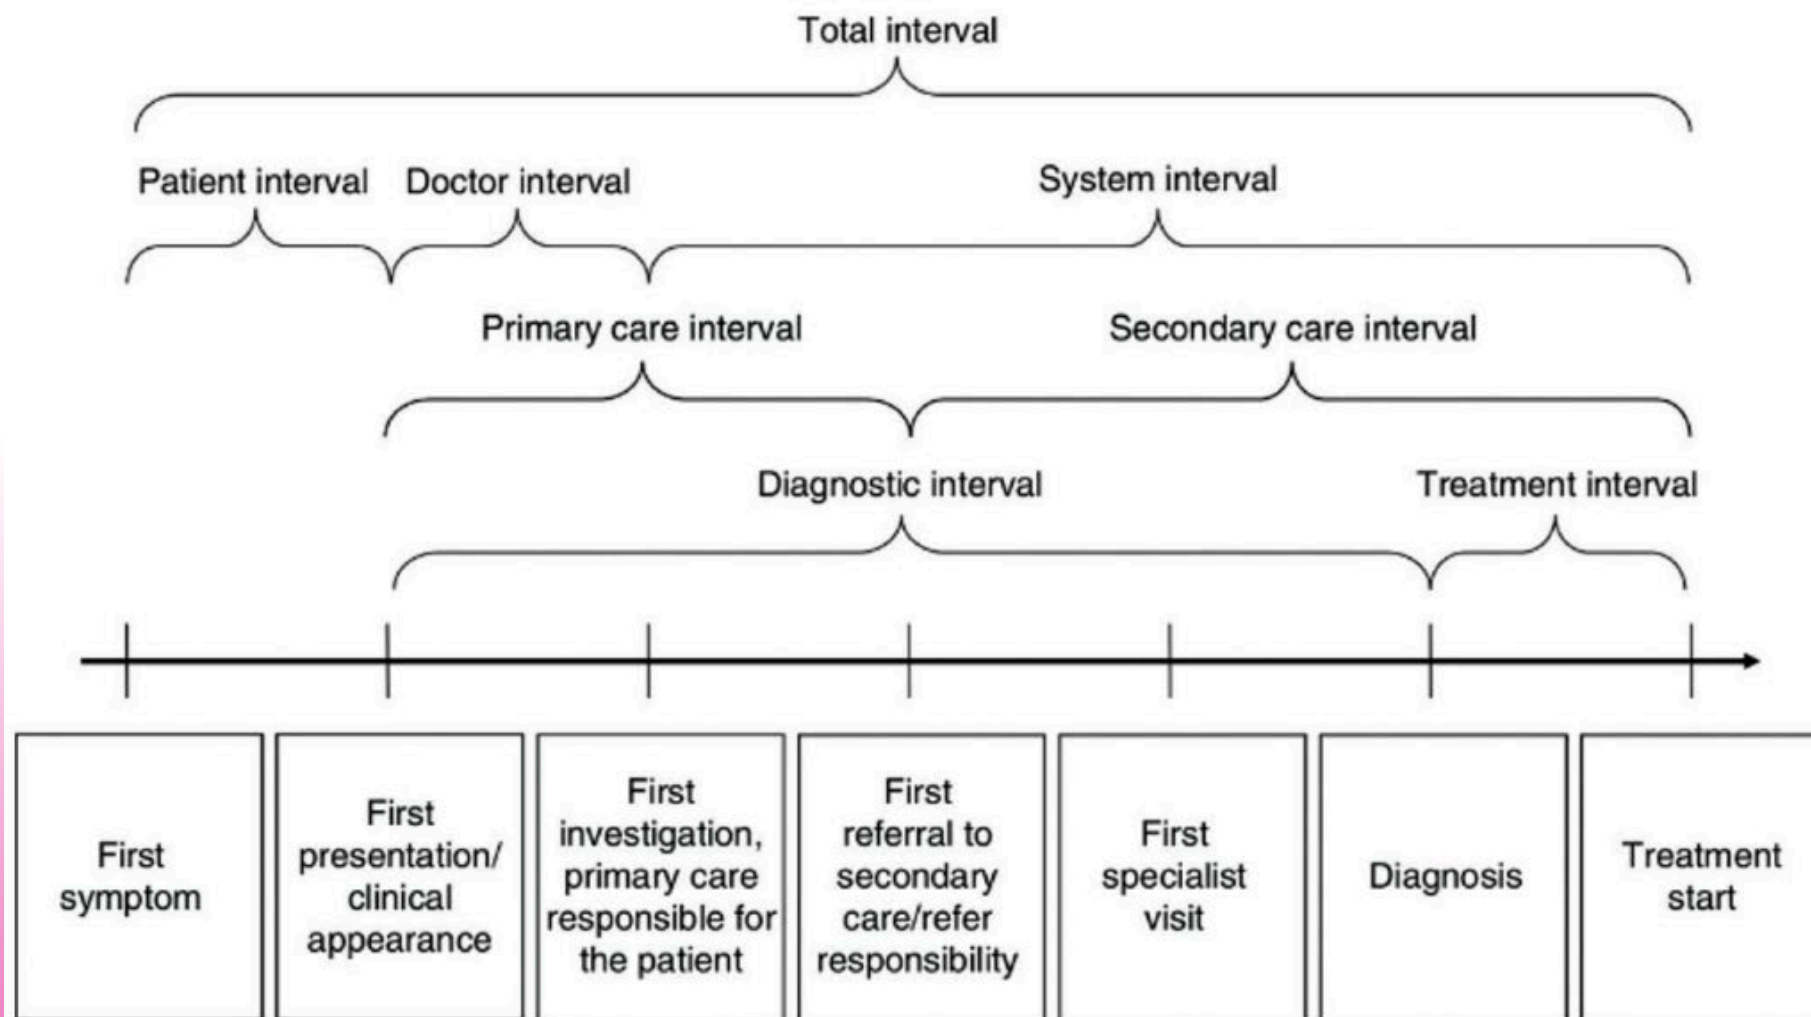 Total interval
Patient interval
Doctor interval
System interval
Primary care interval
Secondary care interval
Diagnostic interval
Treatment interval
First
symptom
First
presentation/
clinical
appearance
First
investigation,
primary care
responsible for
the patient
First
referral to
secondary
care/refer
responsibility
First
specialist
visit
Diagnosis
Treatment
start